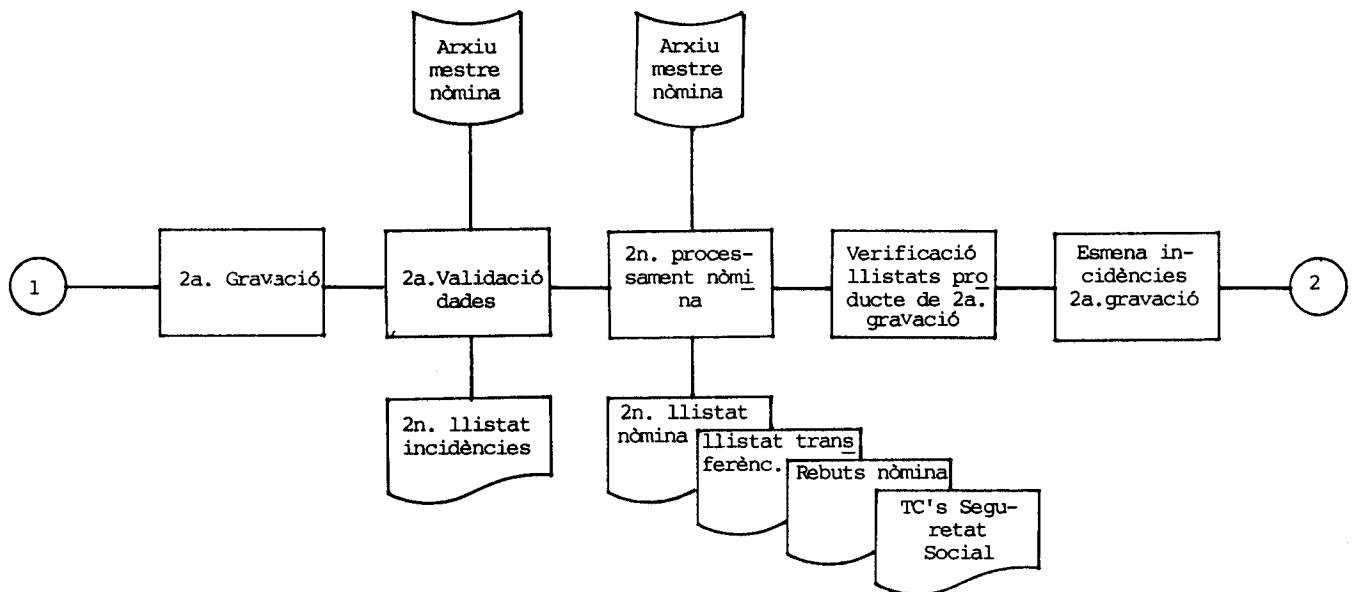 Arxiu
mestre
nòmina
Arxiu
mestre
nòmina
1
2a. Gravació
2a.Validació
dades
2n. proces-
sament nòmi
na
Verificació
llistats pro
ducte de 2a.
gravació
Esmena in-
cidències
2a.gravació
2
2n. llistat
incidències
2n. llistat
nòmina
llistat trans
ferènc.
Rebuts nòmina
TC's Segu-
retat
Social